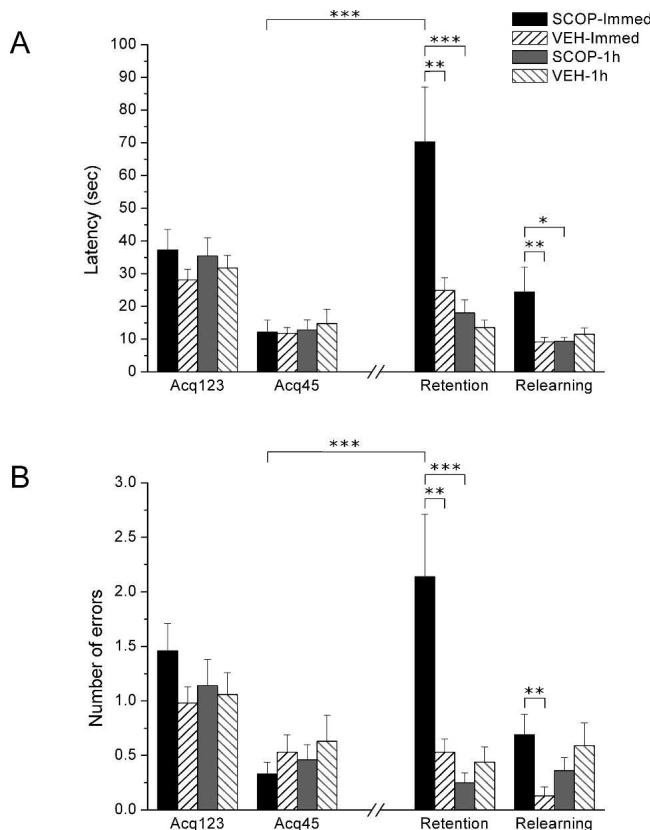 A
SCOP-Immed
VEH-Immed
SCOP-1h
VEH-1h
***
***
**
*
**
100
90
80
70
60
50
40
30
20
10
0
Latency (sec)
Acq123 Acq45 // Retention Relearning
B
***
***
**
**
3.0
2.5
2.0
1.5
1.0
0.5
0.0
Number of errors
Acq123 Acq45 // Retention Relearning